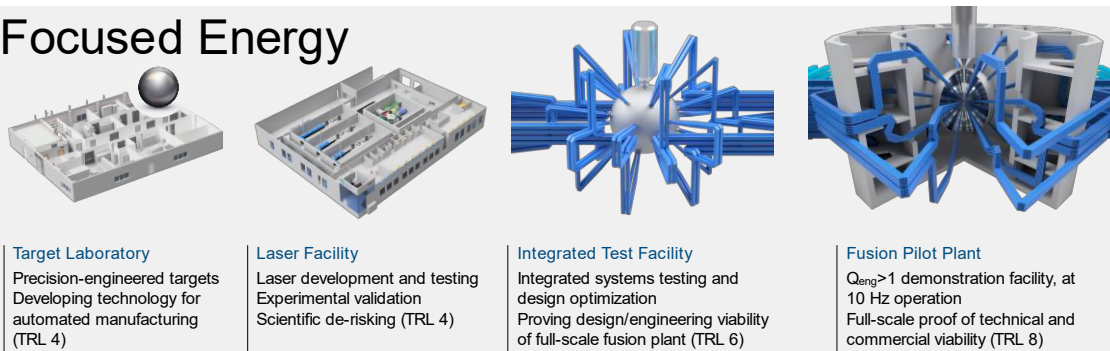 Focused Energy
Target Laboratory
Precision-engineered targets
Developing technology for
automated manufacturing
(TRL 4)
Laser Facility
Laser development and testing
Experimental validation
Scientific de-risking (TRL 4)
Integrated Test Facility
Integrated systems testing and
design optimization
Proving design/engineering viability
of full-scale fusion plant (TRL 6)
Fusion Pilot Plant
Qeng>1 demonstration facility, at
10 Hz operation
Full-scale proof of technical and
commercial viability (TRL 8)